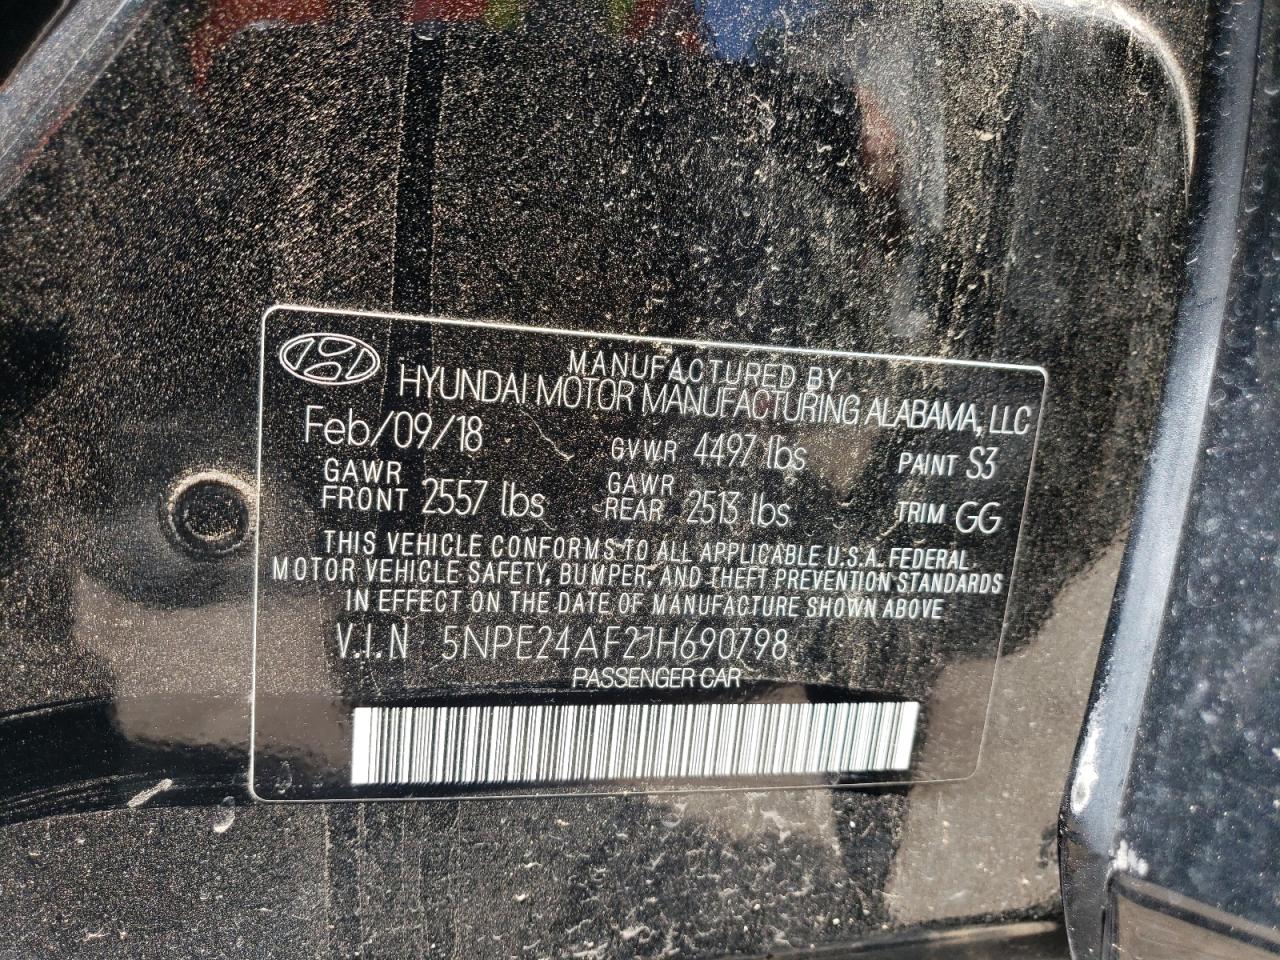 MANUFACTURED BY
HYUNDAI MOTOR MANUFACTURING ALABAMA, LLC
Feb/09/18 GVWR 4497 lbs PAINT S3
GAWR FRONT 2557 lbs GAWR REAR 2513 lbs TRIM GG
THIS VEHICLE CONFORMS TO ALL APPLICABLE U.S.A. FEDERAL
MOTOR VEHICLE SAFETY, BUMPER, AND THEFT PREVENTION STANDARDS
IN EFFECT ON THE DATE OF MANUFACTURE SHOWN ABOVE
V.I.N 5NPE24AF2JH690798
PASSENGER CAR